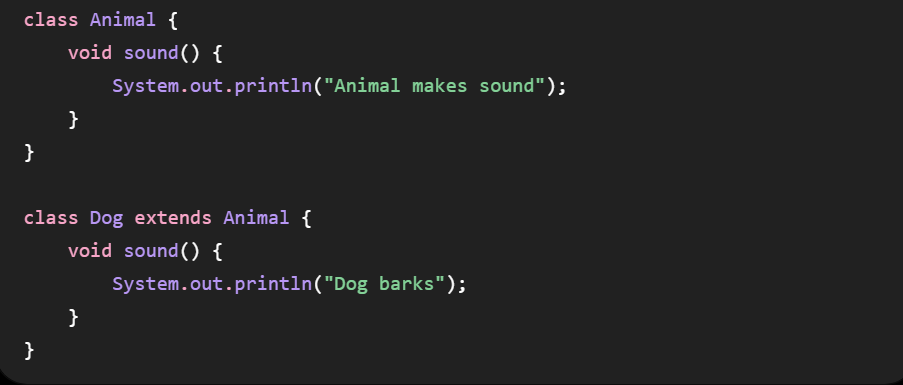 class Animal {
    void sound() {
        System.out.println("Animal makes sound");
    }
}

class Dog extends Animal {
    void sound() {
        System.out.println("Dog barks");
    }
}